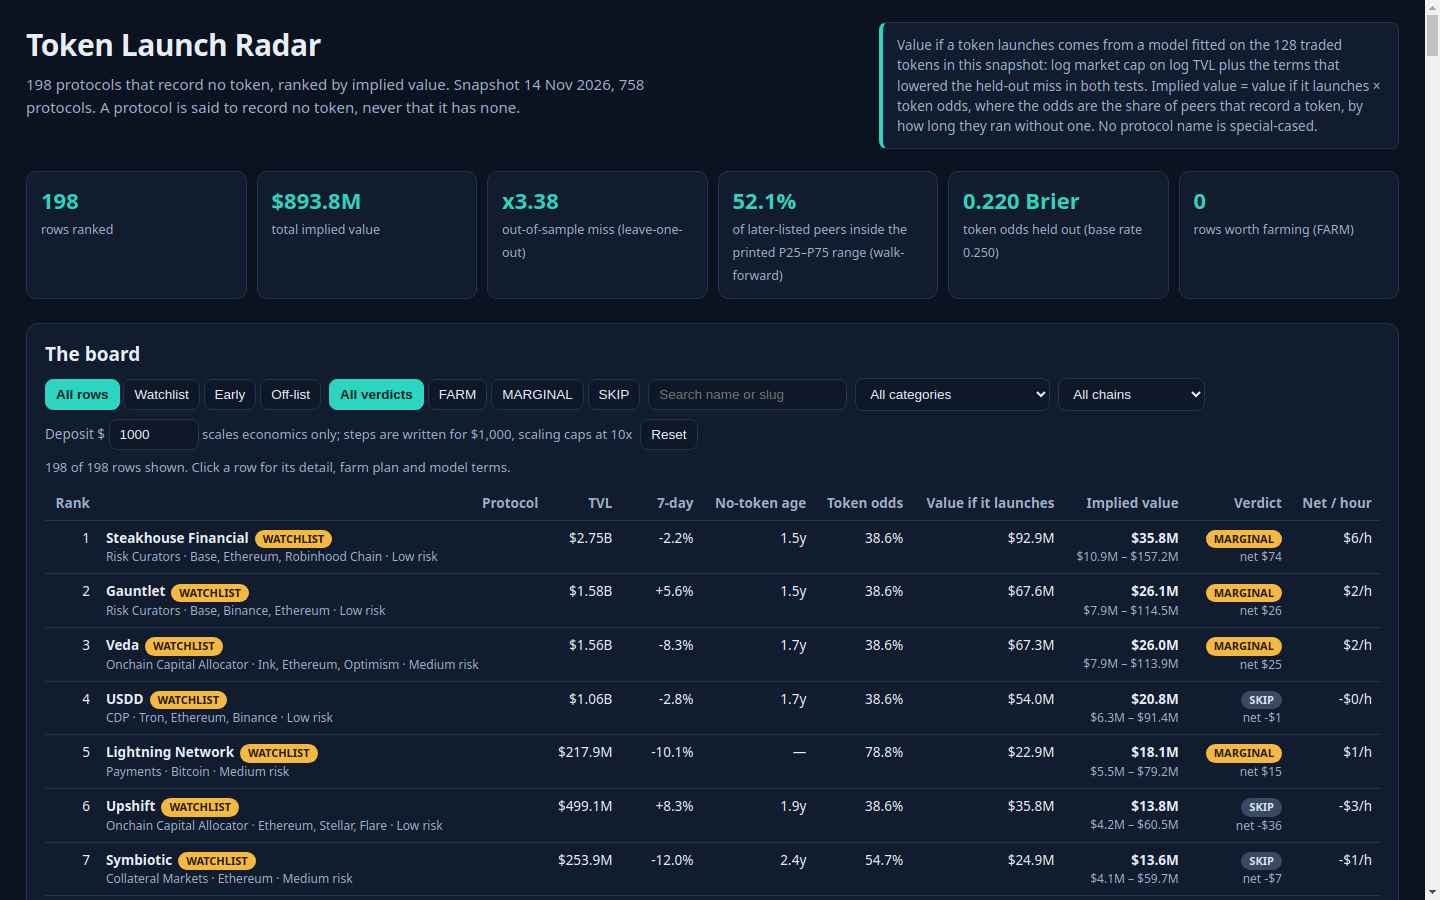 Token Launch Radar
198 protocols that record no token, ranked by implied value. Snapshot 14 Nov 2026, 758
protocols. A protocol is said to record no token, never that it has none.
Value if a token launches comes from a model fitted on the 128 traded
tokens in this snapshot: log market cap on log TVL plus the terms that
lowered the held-out miss in both tests. Implied value = value if it launches ×
token odds, where the odds are the share of peers that record a token, by
how long they ran without one. No protocol name is special-cased.
198
rows ranked
$893.8M
total implied value
x3.38
out-of-sample miss (leave-one-
out)
52.1%
of later-listed peers inside the
printed P25–P75 range (walk-
forward)
0.220 Brier
token odds held out (base rate
0.250)
0
rows worth farming (FARM)
The board
All rows Watchlist Early Off-list All verdicts FARM MARGINAL SKIP Search name or slug All categories All chains
Deposit $ 1000 scales economics only; steps are written for $1,000, scaling caps at 10x Reset
198 of 198 rows shown. Click a row for its detail, farm plan and model terms.
Rank Protocol TVL 7-day No-token age Token odds Value if it launches Implied value Verdict Net / hour
1 Steakhouse Financial WATCHLIST $2.75B -2.2% 1.5y 38.6% $92.9M $35.8M MARGINAL $6/h
Risk Curators · Base, Ethereum, Robinhood Chain · Low risk $10.9M – $157.2M net $74
2 Gauntlet WATCHLIST $1.58B +5.6% 1.5y 38.6% $67.6M $26.1M MARGINAL $2/h
Risk Curators · Base, Binance, Ethereum · Low risk $7.9M – $114.5M net $26
3 Veda WATCHLIST $1.56B -8.3% 1.7y 38.6% $67.3M $26.0M MARGINAL $2/h
Onchain Capital Allocator · Ink, Ethereum, Optimism · Medium risk $7.9M – $113.9M net $25
4 USDD WATCHLIST $1.06B -2.8% 1.7y 38.6% $54.0M $20.8M SKIP -$0/h
CDP · Tron, Ethereum, Binance · Low risk $6.3M – $91.4M net -$1
5 Lightning Network WATCHLIST $217.9M -10.1% — 78.8% $22.9M $18.1M MARGINAL $1/h
Payments · Bitcoin · Medium risk $5.5M – $79.2M net $15
6 Upshift WATCHLIST $499.1M +8.3% 1.9y 38.6% $35.8M $13.8M SKIP -$3/h
Onchain Capital Allocator · Ethereum, Stellar, Flare · Low risk $4.2M – $60.5M net -$36
7 Symbiotic WATCHLIST $253.9M -12.0% 2.4y 54.7% $24.9M $13.6M SKIP -$1/h
Collateral Markets · Ethereum · Medium risk $4.1M – $59.7M net -$7